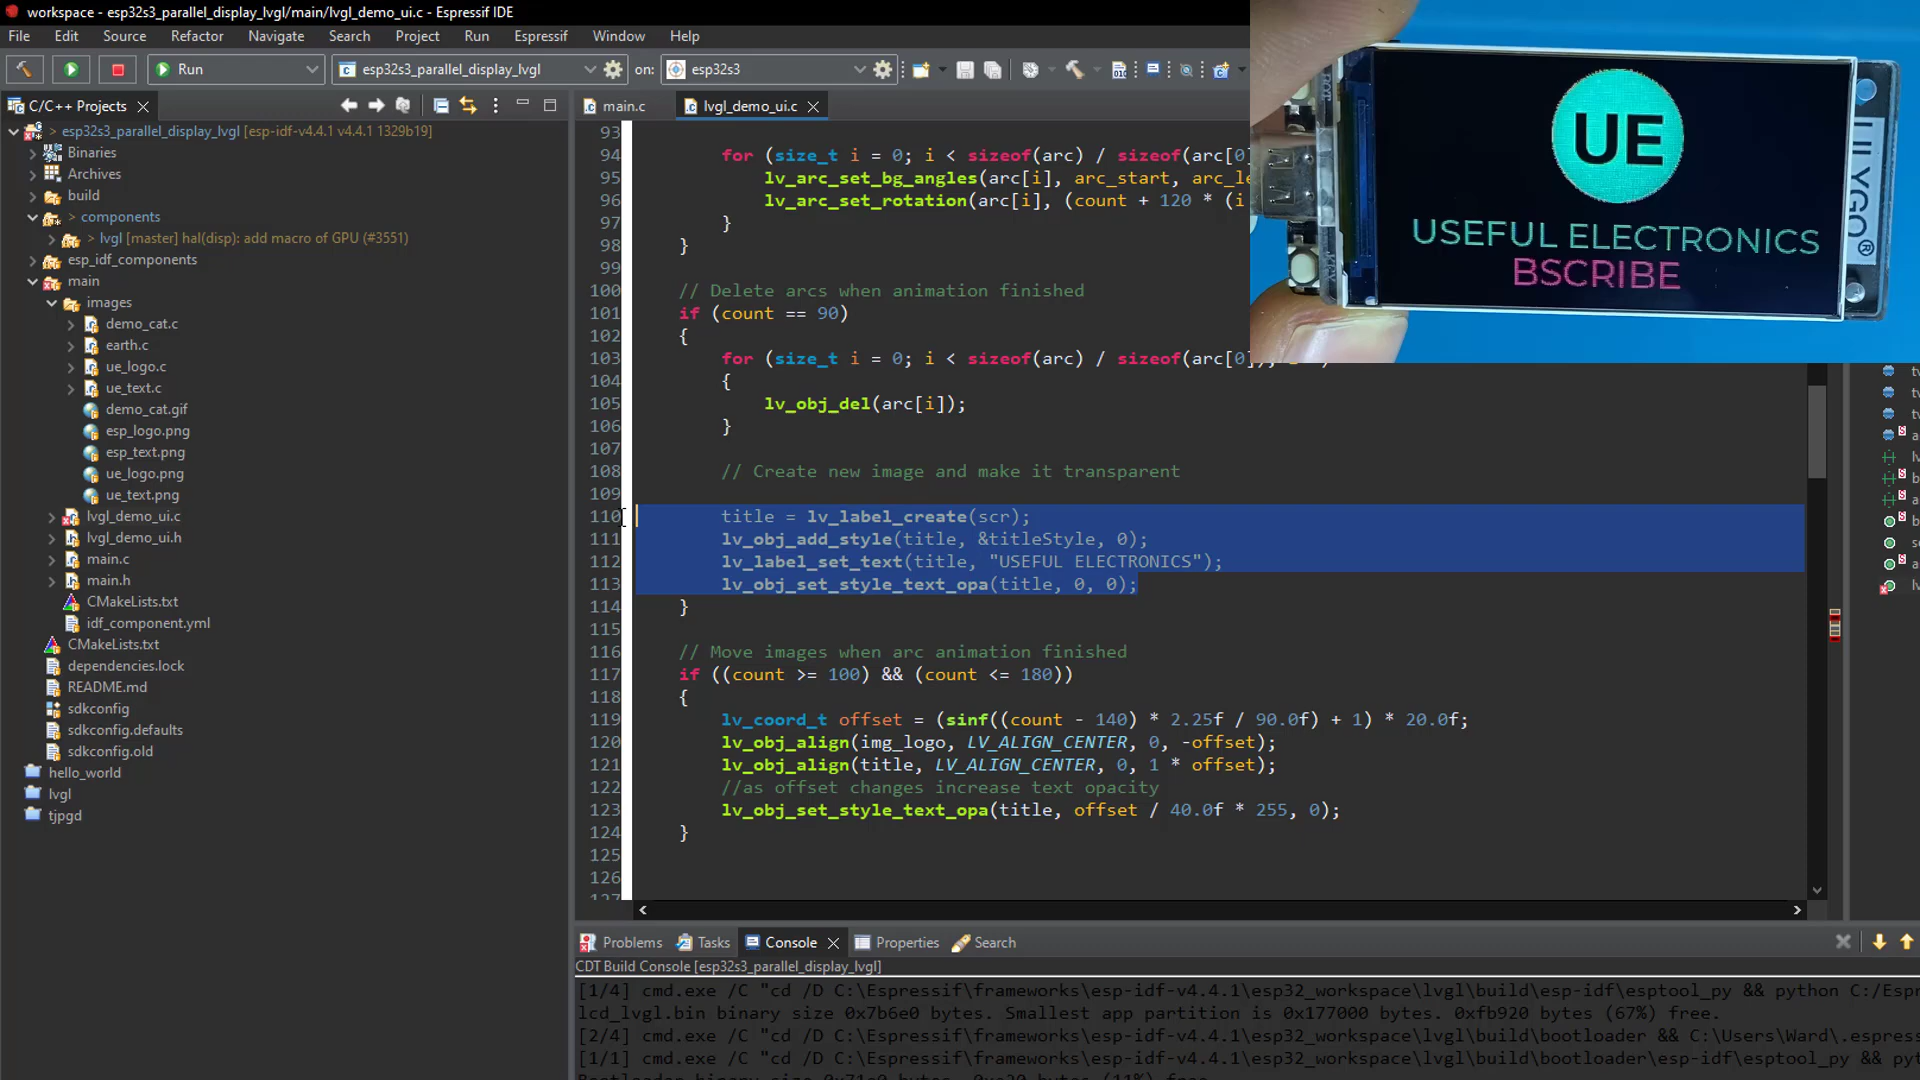 workspace - esp32s3_parallel_display_lvgl/main/lvgl_demo_ui.c - Espressif IDE
File Edit Source Refactor Navigate Search Project Run Espressif Window Help
Run esp32s3_parallel_display_lvgl on: esp32s3
C/C++ Projects
> esp32s3_parallel_display_lvgl [esp-idf-v4.4.1 v4.4.1 1329b19]
Binaries
Archives
build
> components
> lvgl [master] hal(disp): add macro of GPU (#3551)
esp_idf_components
main
images
demo_cat.c
earth.c
ue_logo.c
ue_text.c
demo_cat.gif
esp_logo.png
esp_text.png
ue_logo.png
ue_text.png
lvgl_demo_ui.c
lvgl_demo_ui.h
main.c
main.h
CMakeLists.txt
idf_component.yml
CMakeLists.txt
dependencies.lock
README.md
sdkconfig
sdkconfig.defaults
sdkconfig.old
hello_world
lvgl
tjpgd
main.c lvgl_demo_ui.c
93
94 for (size_t i = 0; i < sizeof(arc) / sizeof(arc[0]
95 lv_arc_set_bg_angles(arc[i], arc_start, arc_le
96 lv_arc_set_rotation(arc[i], (count + 120 * (i
97 }
98 }
99
100 // Delete arcs when animation finished
101 if (count == 90)
102 {
103 for (size_t i = 0; i < sizeof(arc) / sizeof(arc[0]);
104 {
105 lv_obj_del(arc[i]);
106 }
107
108 // Create new image and make it transparent
109
110 title = lv_label_create(scr);
111 lv_obj_add_style(title, &titleStyle, 0);
112 lv_label_set_text(title, "USEFUL ELECTRONICS");
113 lv_obj_set_style_text_opa(title, 0, 0);
114 }
115
116 // Move images when arc animation finished
117 if ((count >= 100) && (count <= 180))
118 {
119 lv_coord_t offset = (sinf((count - 140) * 2.25f / 90.0f) + 1) * 20.0f;
120 lv_obj_align(img_logo, LV_ALIGN_CENTER, 0, -offset);
121 lv_obj_align(title, LV_ALIGN_CENTER, 0, 1 * offset);
122 //as offset changes increase text opacity
123 lv_obj_set_style_text_opa(title, offset / 40.0f * 255, 0);
124 }
125
126
UE
USEFUL ELECTRONICS
BSCRIBE
LILYGO®
Problems Tasks Console Properties Search
CDT Build Console [esp32s3_parallel_display_lvgl]
[1/4] cmd.exe /C "cd /D C:\Espressif\frameworks\esp-idf-v4.4.1\esp32_workspace\lvgl\build\esp-idf\esptool_py && python C:/Espr
lcd_lvgl.bin binary size 0x7b6e0 bytes. Smallest app partition is 0x177000 bytes. 0xfb920 bytes (67%) free.
[2/4] cmd.exe /C "cd /D C:\Espressif\frameworks\esp-idf-v4.4.1\esp32_workspace\lvgl\build\bootloader && C:\Users\Ward\.espress
[1/1] cmd.exe /C "cd /D C:\Espressif\frameworks\esp-idf-v4.4.1\esp32_workspace\lvgl\build\bootloader\esp-idf\esptool_py && pyt